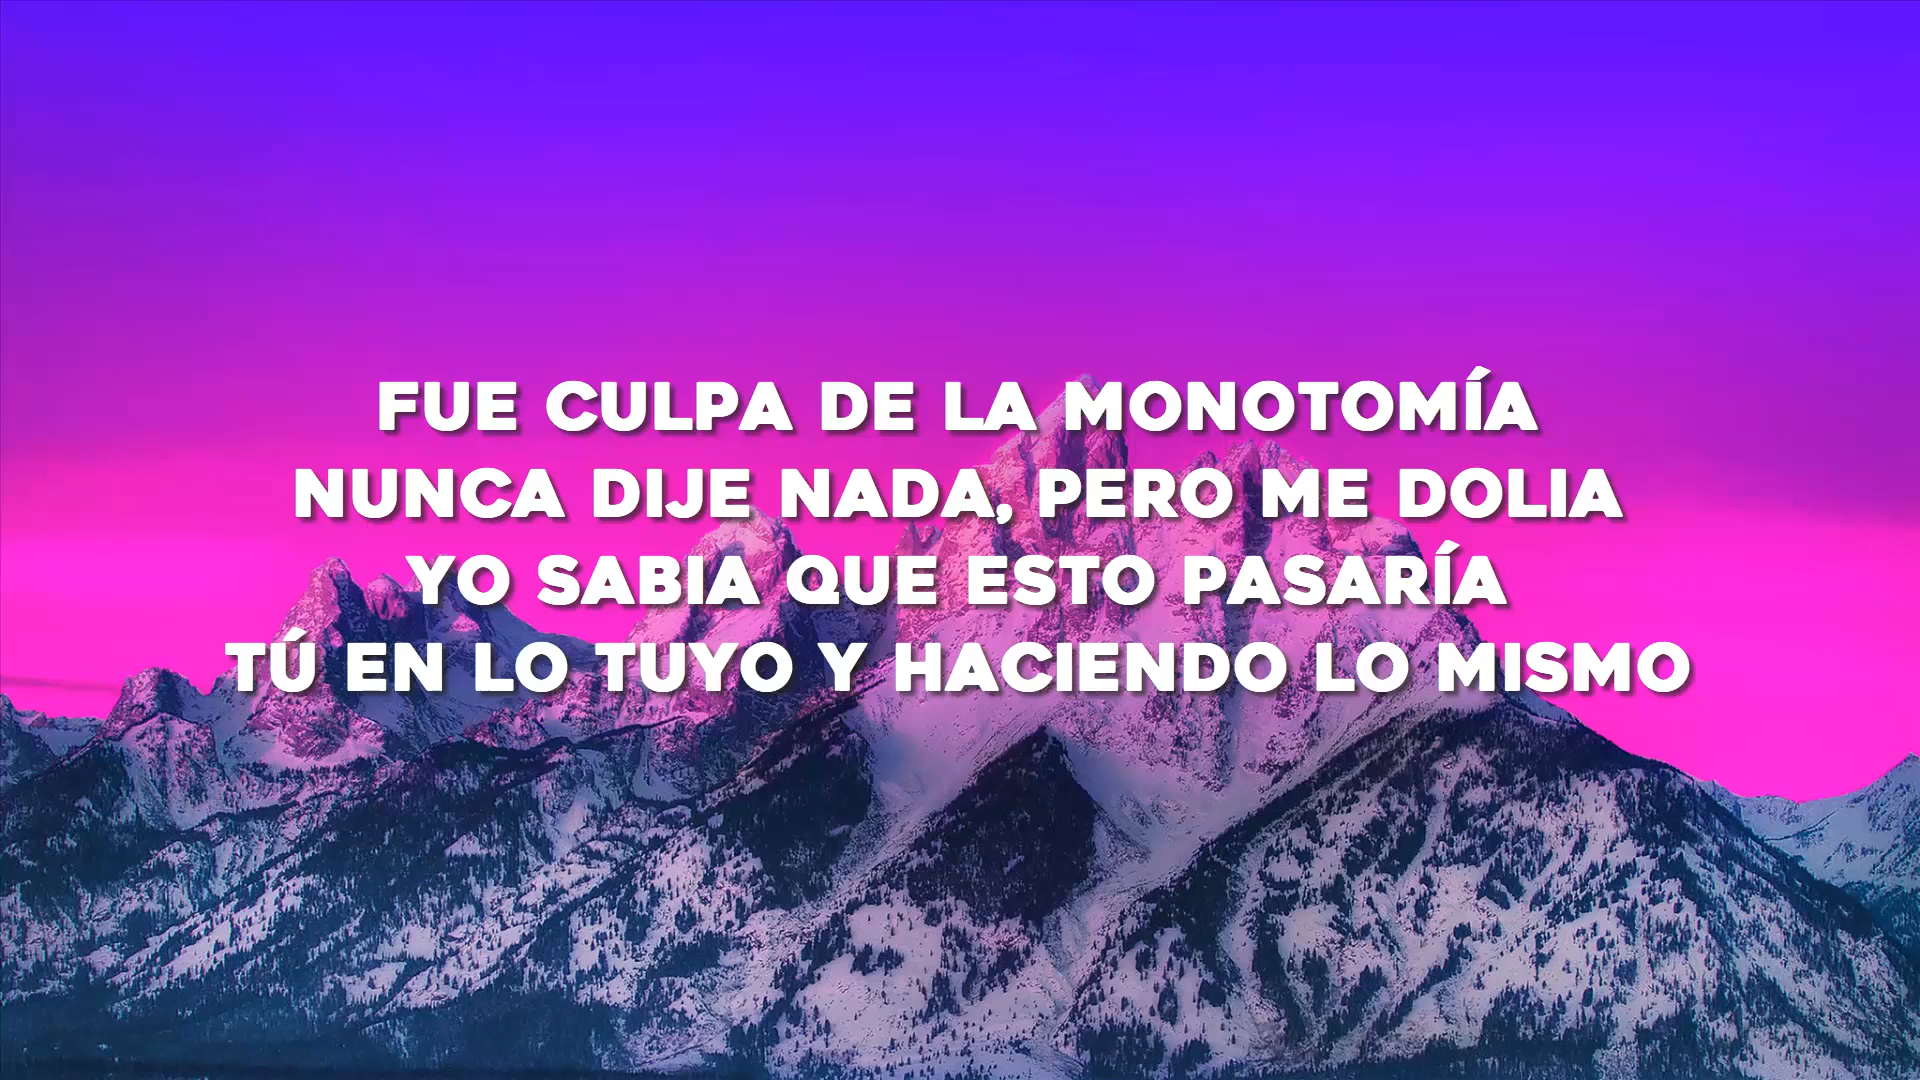 FUE CULPA DE LA MONOTOMÍA
NUNCA DIJE NADA, PERO ME DOLIA
YO SABIA QUE ESTO PASARÍA
TÚ EN LO TUYO Y HACIENDO LO MISMO